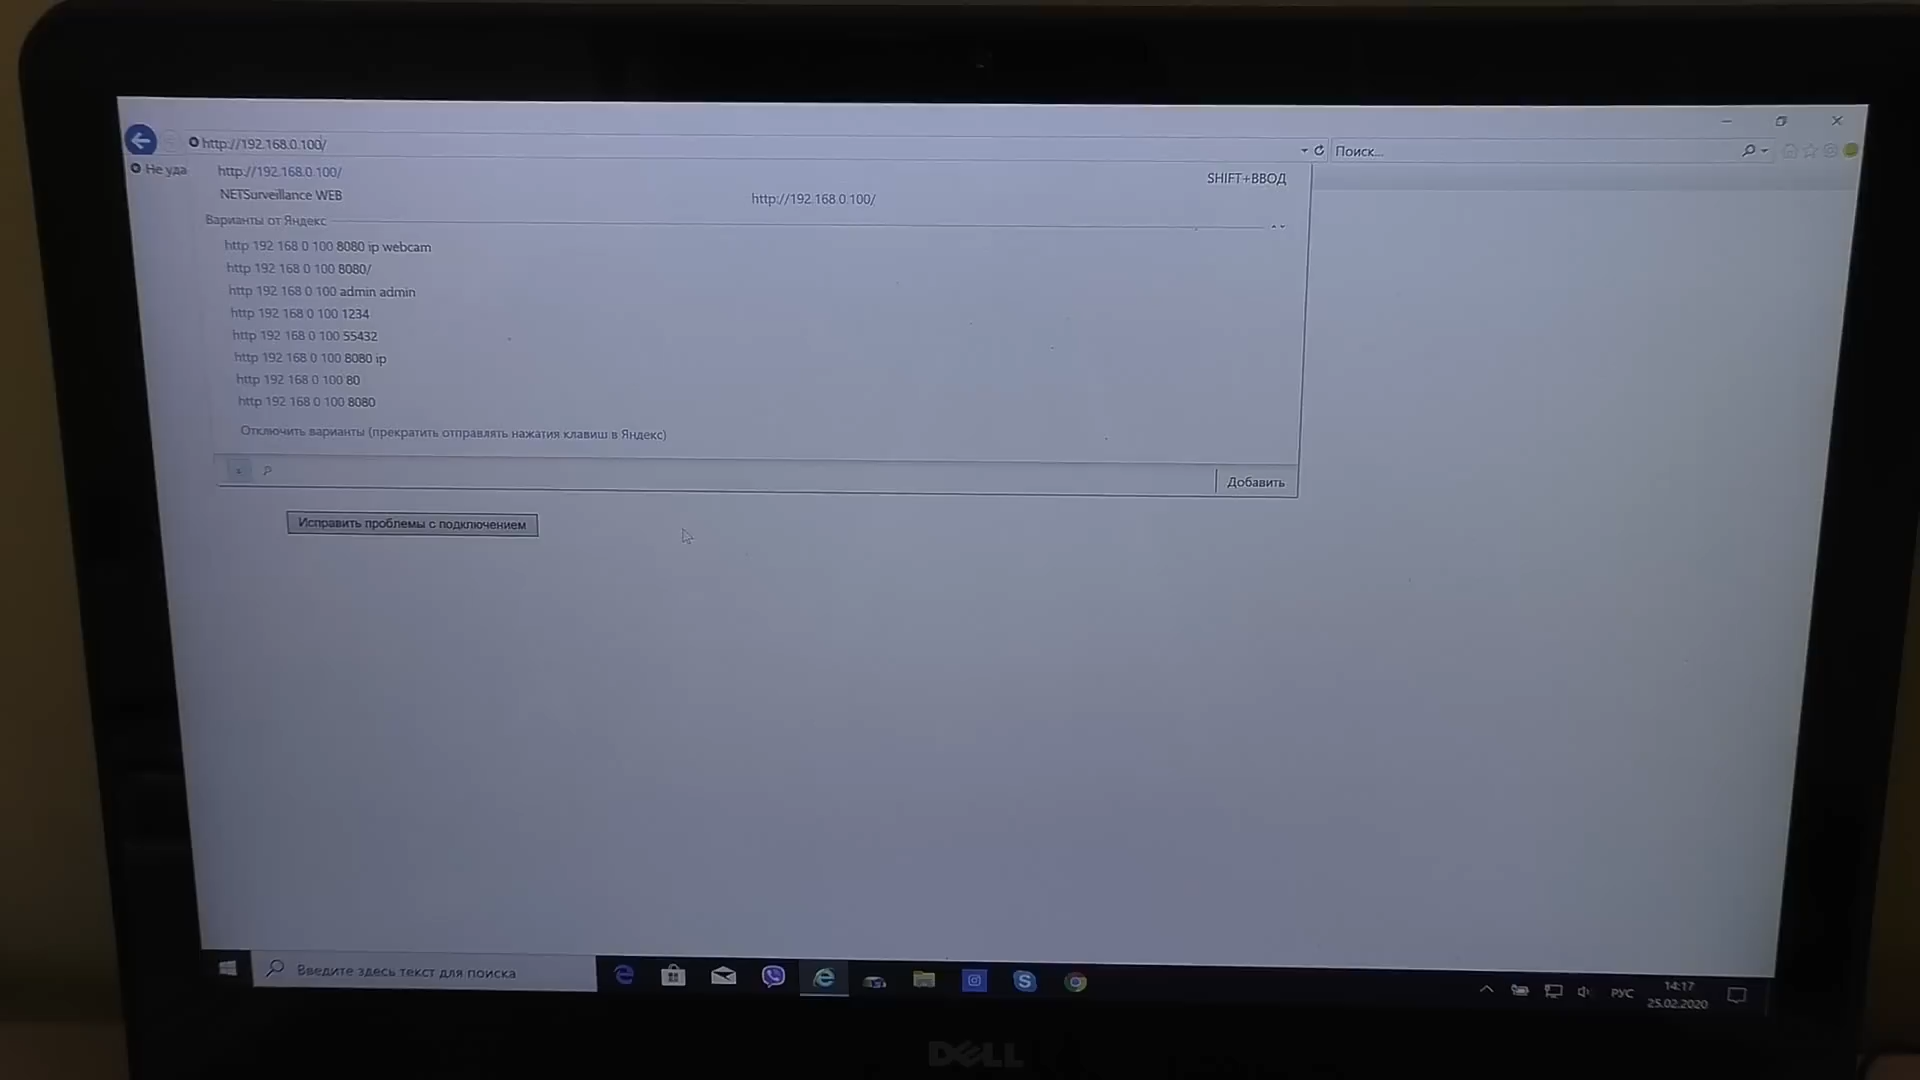 http://192.168.0.100/
Поиск...
Не уда
http://192.168.0.100/
SHIFT+ВВОД
NETSurveillance WEB
http://192.168.0.100/
Варианты от Яндекс
http 192 168 0 100 8080 ip webcam
http 192 168 0 100 8080/
http 192 168 0 100 admin admin
http 192 168 0 100 1234
http 192 168 0 100 55432
http 192 168 0 100 8080 ip
http 192 168 0 100 80
http 192 168 0 100 8080
Отключить варианты (прекратить отправлять нажатия клавиш в Яндекс)
Добавить
Исправить проблемы с подключением
Введите здесь текст для поиска
РУС
14:17
25.02.2020
DELL